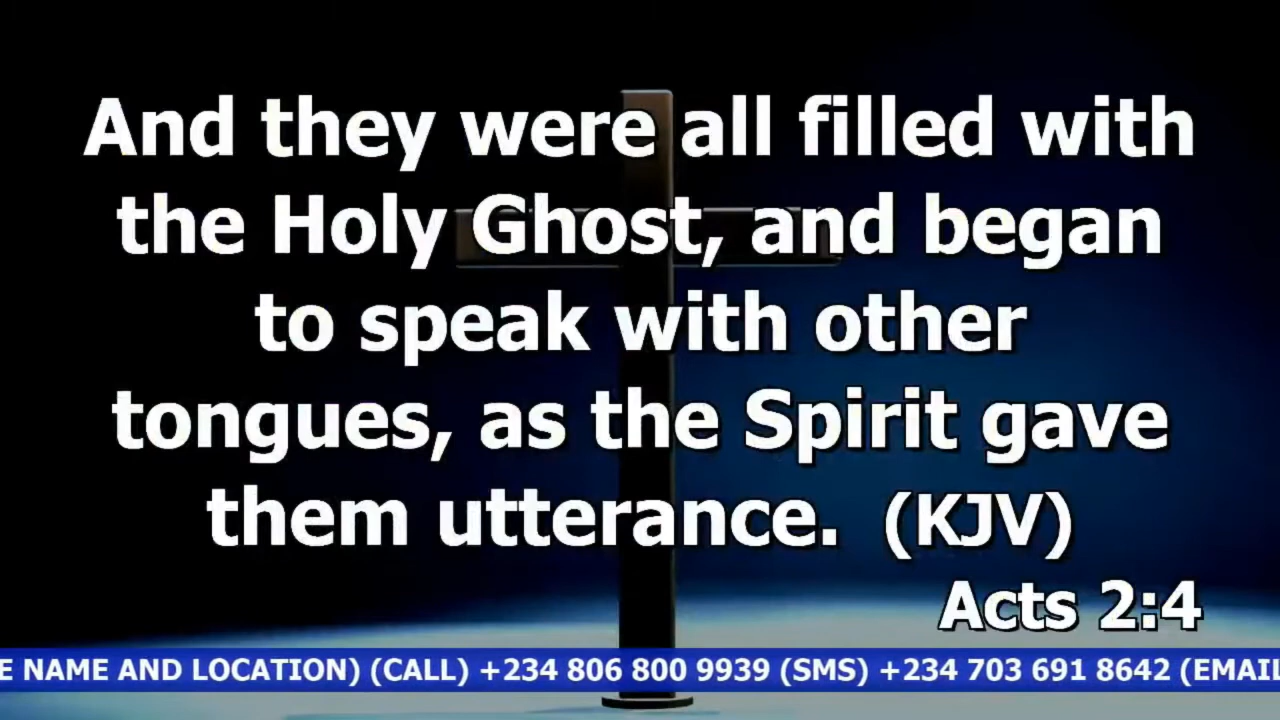 And they were all filled with
the Holy Ghost, and began
to speak with other
tongues, as the Spirit gave
them utterance. (KJV)
Acts 2:4
E NAME AND LOCATION) (CALL) +234 806 800 9939 (SMS) +234 703 691 8642 (EMAIL